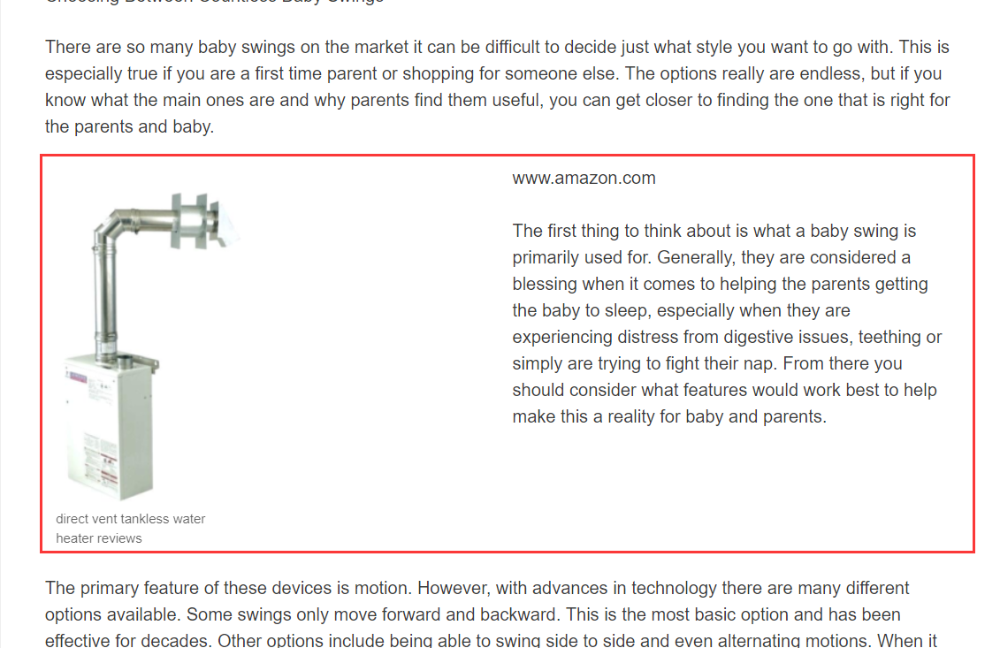 Choosing Between Countless Baby Swings
There are so many baby swings on the market it can be difficult to decide just what style you want to go with. This is
especially true if you are a first time parent or shopping for someone else. The options really are endless, but if you
know what the main ones are and why parents find them useful, you can get closer to finding the one that is right for
the parents and baby.
www.amazon.com
The first thing to think about is what a baby swing is
primarily used for. Generally, they are considered a
blessing when it comes to helping the parents getting
the baby to sleep, especially when they are
experiencing distress from digestive issues, teething or
simply are trying to fight their nap. From there you
should consider what features would work best to help
make this a reality for baby and parents.
direct vent tankless water
heater reviews
The primary feature of these devices is motion. However, with advances in technology there are many different
options available. Some swings only move forward and backward. This is the most basic option and has been
effective for decades. Other options include being able to swing side to side and even alternating motions. When it